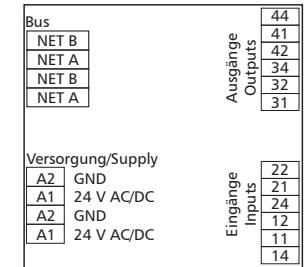 Bus
NET B
NET A
NET B
NET A
Ausgänge
Outputs
44
41
42
34
32
31
Versorgung/Supply
A2 GND
A1 24 V AC/DC
A2 GND
A1 24 V AC/DC
Eingänge
Inputs
22
21
24
12
11
14